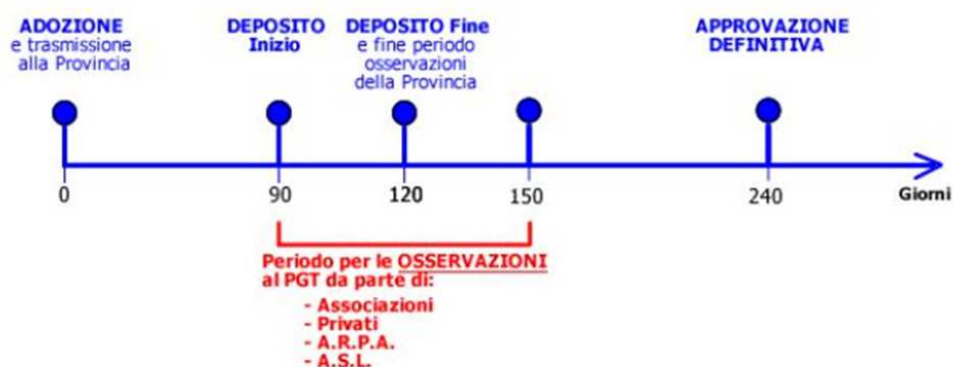 ADOZIONE
e trasmissione
alla Provincia
DEPOSITO
Inizio
DEPOSITO Fine
e fine periodo
osservazioni
della Provincia
APPROVAZIONE
DEFINITIVA
0
90
120
150
240
Giorni
Periodo per le OSSERVAZIONI
al PGT da parte di:
- Associazioni
- Privati
- A.R.P.A.
- A.S.L.